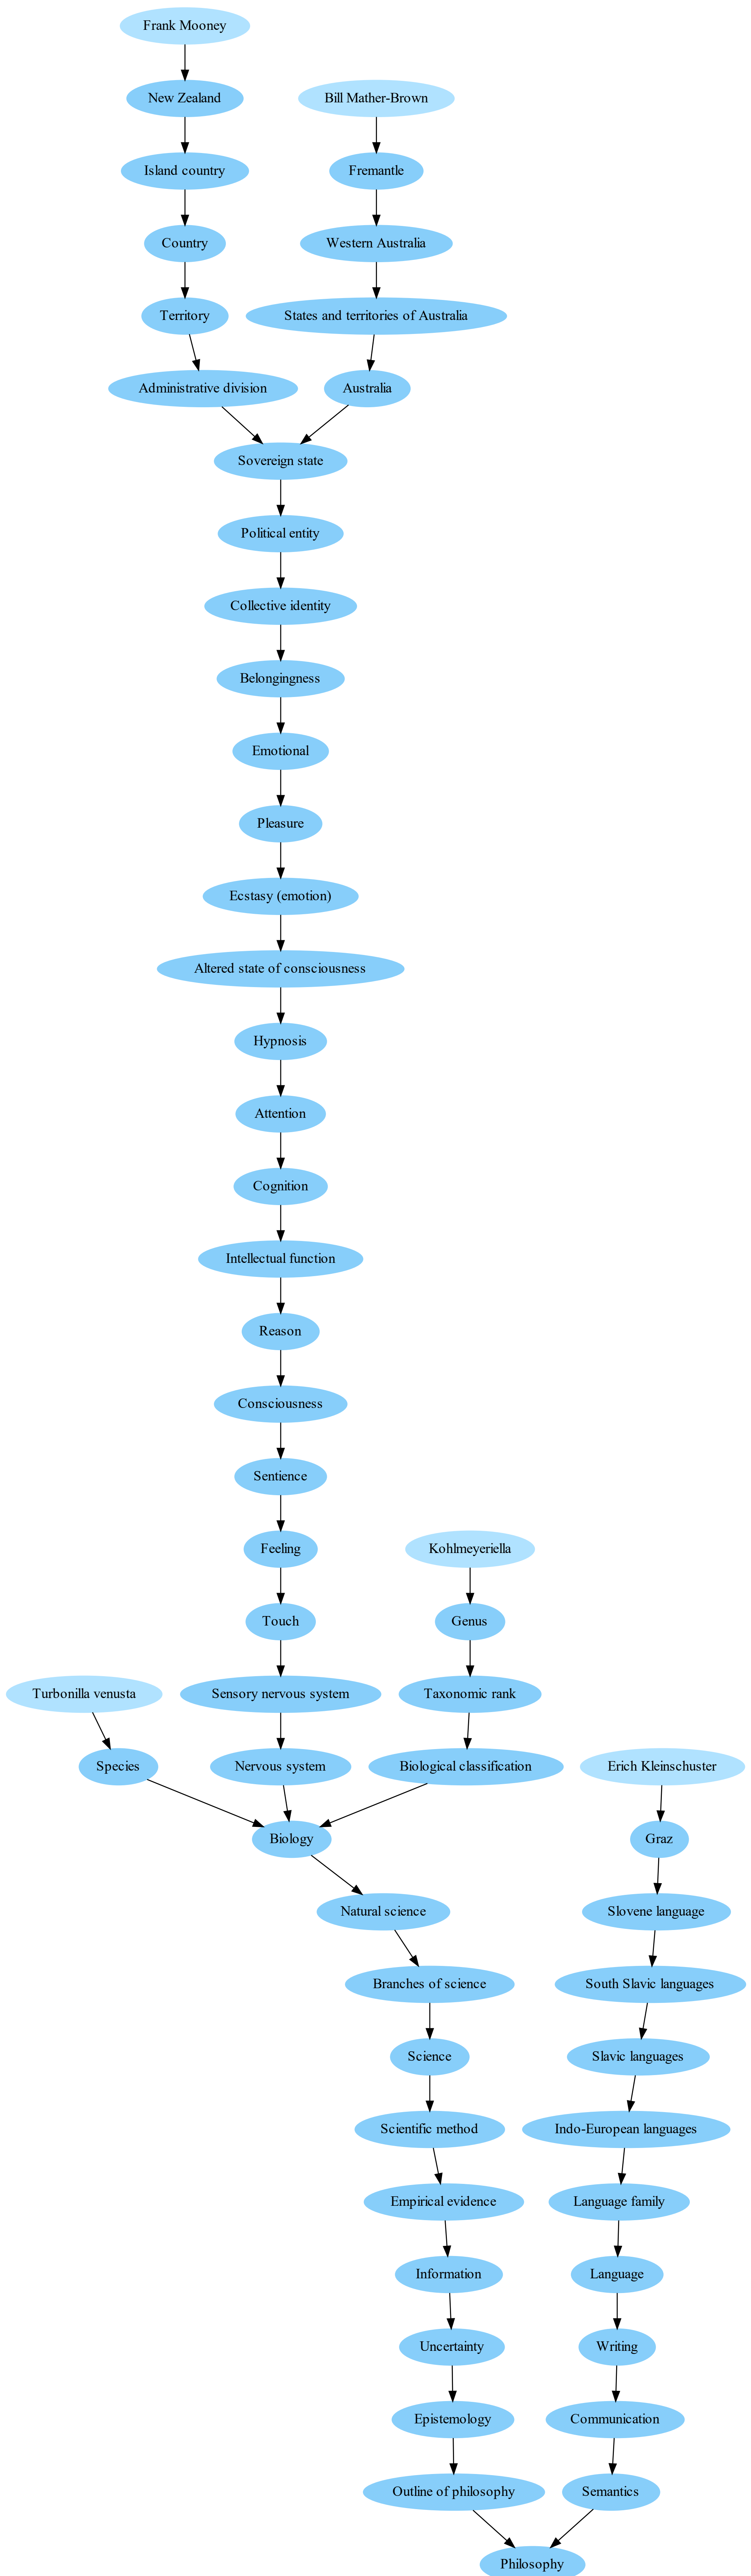 Frank Mooney
New Zealand
Bill Mather-Brown
Island country
Fremantle
Country
Western Australia
Territory
States and territories of Australia
Administrative division
Australia
Sovereign state
Political entity
Collective identity
Belongingness
Emotional
Pleasure
Ecstasy (emotion)
Altered state of consciousness
Hypnosis
Attention
Cognition
Intellectual function
Reason
Consciousness
Sentience
Feeling
Kohlmeyeriella
Touch
Genus
Turbonilla venusta
Sensory nervous system
Taxonomic rank
Species
Nervous system
Biological classification
Erich Kleinschuster
Biology
Graz
Natural science
Slovene language
Branches of science
South Slavic languages
Science
Slavic languages
Scientific method
Indo-European languages
Empirical evidence
Language family
Information
Language
Uncertainty
Writing
Epistemology
Communication
Outline of philosophy
Semantics
Philosophy